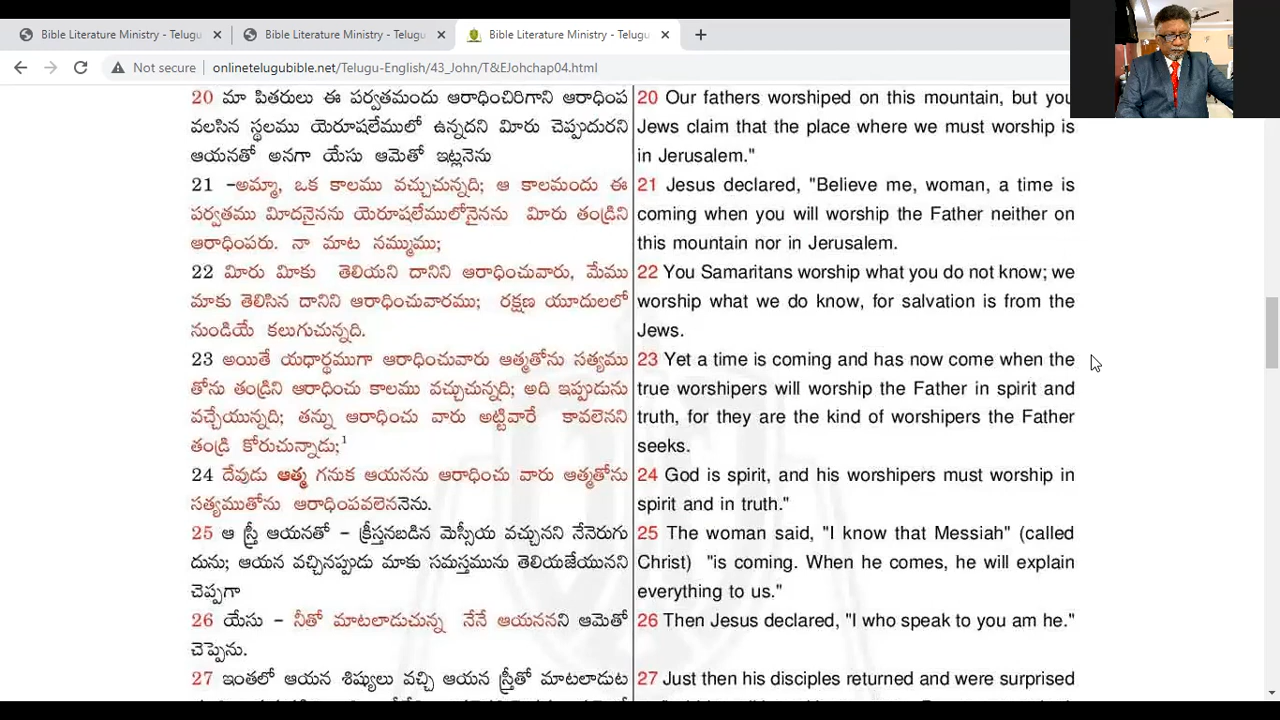 Bible Literature Ministry - Telugu
Bible Literature Ministry - Telugu
Bible Literature Ministry - Telugu
Not secure
onlinetelugubible.net/Telugu-English/43_John/T&EJohchap04.html
20 మా పితరులు ఈ పర్వతమందు ఆరాధించిరిగాని ఆరాధింప
వలసిన స్థలము యెరూషలేములో ఉన్నదని మీరు చెప్పుదురని
ఆయనతో అనగా యేసు ఆమెతో ఇట్లనెను
21 –అమ్మా, ఒక కాలము వచ్చుచున్నది; ఆ కాలమందు ఈ
పర్వతము మీదనైనను యెరూషలేములోనైనను మీరు తండ్రిని
ఆరాధింపరు. నా మాట నమ్ముము;
22 మీరు మీకు తెలియని దానిని ఆరాధించువారు, మేము
మాకు తెలిసిన దానిని ఆరాధించువారము; రక్షణ యూదులలో
నుండియే కలుగుచున్నది.
23 అయితే యధార్థముగా ఆరాధించువారు ఆత్మతోను సత్యము
తోను తండ్రిని ఆరాధించు కాలము వచ్చుచున్నది; అది ఇప్పుడును
వచ్చేయున్నది; తన్ను ఆరాధించు వారు అట్టివారే కావలెనని
తండ్రి కోరుచున్నాడు;1
24 దేవుడు ఆత్మ గనుక ఆయనను ఆరాధించు వారు ఆత్మతోను
సత్యముతోను ఆరాధింపవలెననెను.
25 ఆ స్త్రీ ఆయనతో – క్రీస్తనబడిన మెస్సీయ వచ్చునని నేనెరుగు
దును; ఆయన వచ్చినప్పుడు మాకు సమస్తమును తెలియజేయునని
చెప్పగా
26 యేసు – నీతో మాటలాడుచున్న నేనే ఆయననని ఆమెతో
చెప్పెను.
27 ఇంతలో ఆయన శిష్యులు వచ్చి ఆయన స్త్రీతో మాటలాడుట
20 Our fathers worshiped on this mountain, but you
Jews claim that the place where we must worship is
in Jerusalem."
21 Jesus declared, "Believe me, woman, a time is
coming when you will worship the Father neither on
this mountain nor in Jerusalem.
22 You Samaritans worship what you do not know; we
worship what we do know, for salvation is from the
Jews.
23 Yet a time is coming and has now come when the
true worshipers will worship the Father in spirit and
truth, for they are the kind of worshipers the Father
seeks.
24 God is spirit, and his worshipers must worship in
spirit and in truth."
25 The woman said, "I know that Messiah" (called
Christ) "is coming. When he comes, he will explain
everything to us."
26 Then Jesus declared, "I who speak to you am he."
27 Just then his disciples returned and were surprised